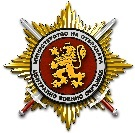 МИНИСТЕРСТВО НА ОТБРАНАТА
ЦЕНТРАЛНО ВОЕННО ОКРЪЖИЕ